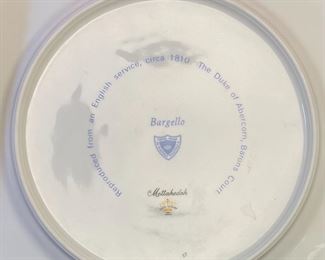 Reproduced from an English service, circa 1810. The Duke of Abercorn, Barons Court
Bargello
Mottahedeh